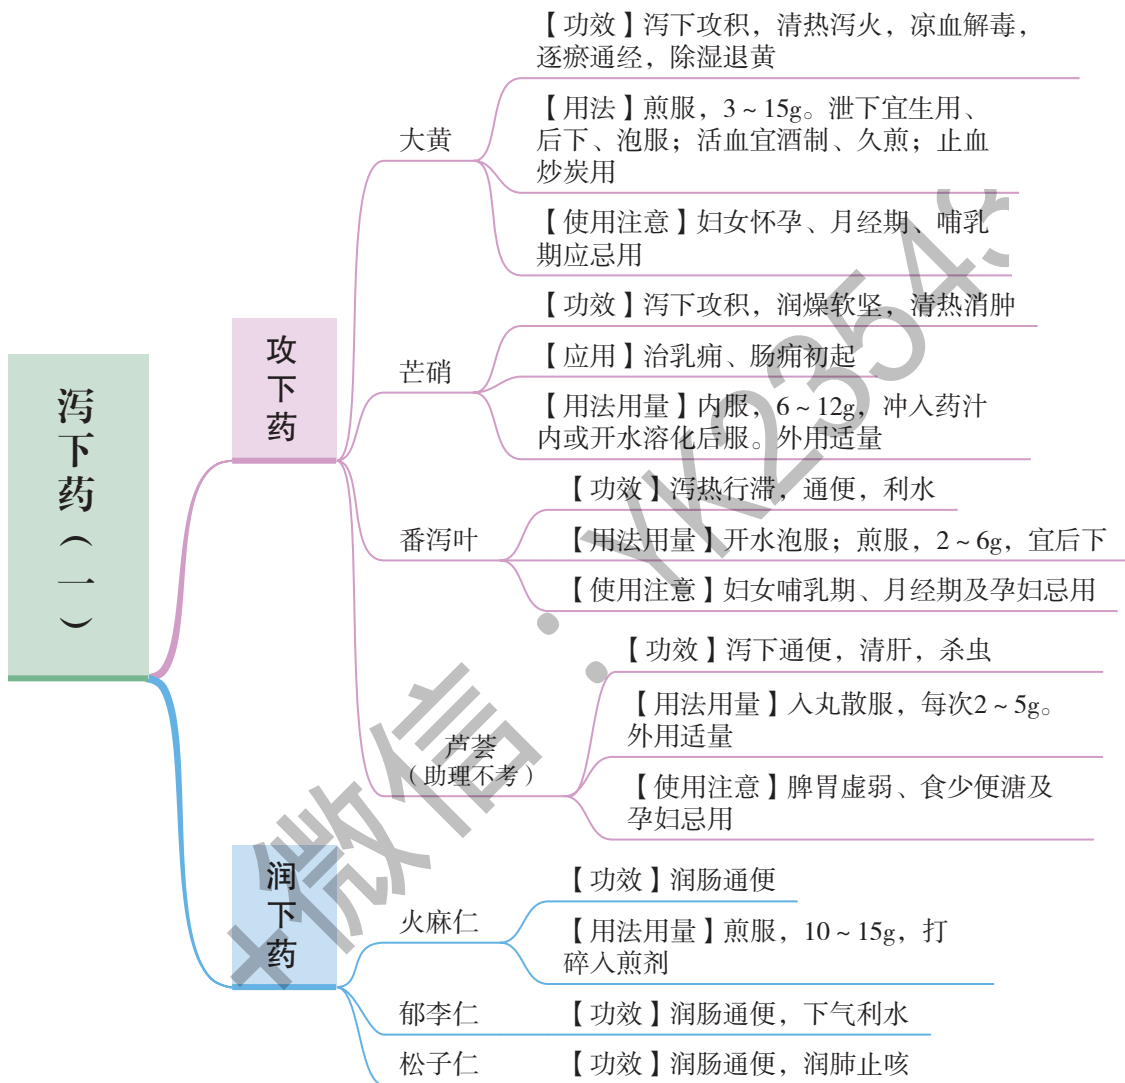 泻下药（一）
攻下药
大黄
【功效】泻下攻积，清热泻火，凉血解毒，
逐瘀通经，除湿退黄
【用法】煎服，3~15g。泄下宜生用、
后下、泡服；活血宜酒制、久煎；止血
炒炭用
【使用注意】妇女怀孕、月经期、哺乳
期应忌用
芒硝
【功效】泻下攻积，润燥软坚，清热消肿
【应用】治乳痈、肠痈初起
【用法用量】内服，6~12g，冲入药汁
内或开水溶化后服。外用适量
番泻叶
【功效】泻热行滞，通便，利水
【用法用量】开水泡服；煎服，2~6g，宜后下
【使用注意】妇女哺乳期、月经期及孕妇忌用
芦荟
（助理不考）
【功效】泻下通便，清肝，杀虫
【用法用量】入丸散服，每次2~5g。
外用适量
【使用注意】脾胃虚弱、食少便溏及
孕妇忌用
润下药
火麻仁
【功效】润肠通便
【用法用量】煎服，10~15g，打
碎入煎剂
郁李仁
【功效】润肠通便，下气利水
松子仁
【功效】润肠通便，润肺止咳
+微信：YK23549